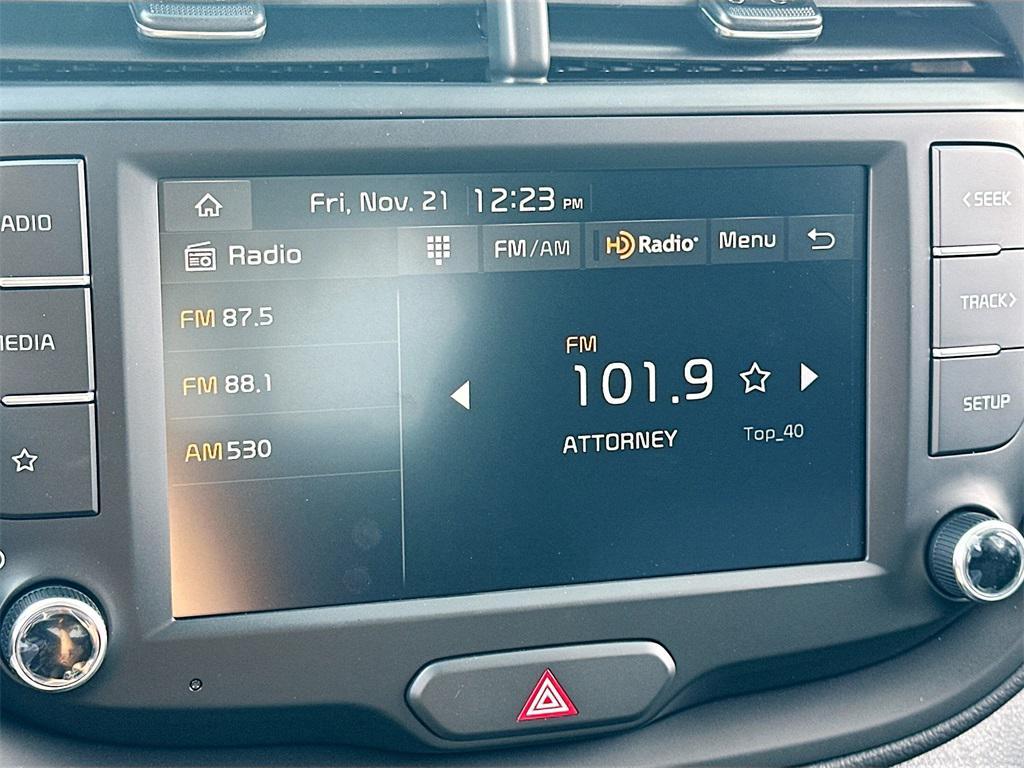 Fri, Nov. 21 12:23 PM
Radio FM/AM HD Radio Menu
FM 87.5
FM 88.1
AM 530
FM
101.9
ATTORNEY Top_40
ADIO
MEDIA
<SEEK
TRACK>
SETUP